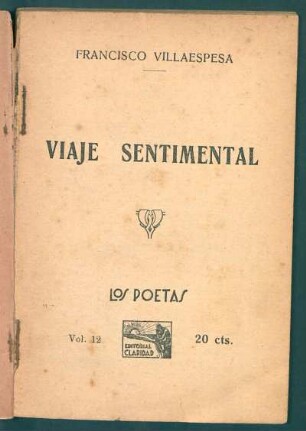 FRANCISCO VILLAESPESA
VIAJE SENTIMENTAL
LOS POETAS
Vol. 12
EDITORIAL
CLARIDAD
20 cts.